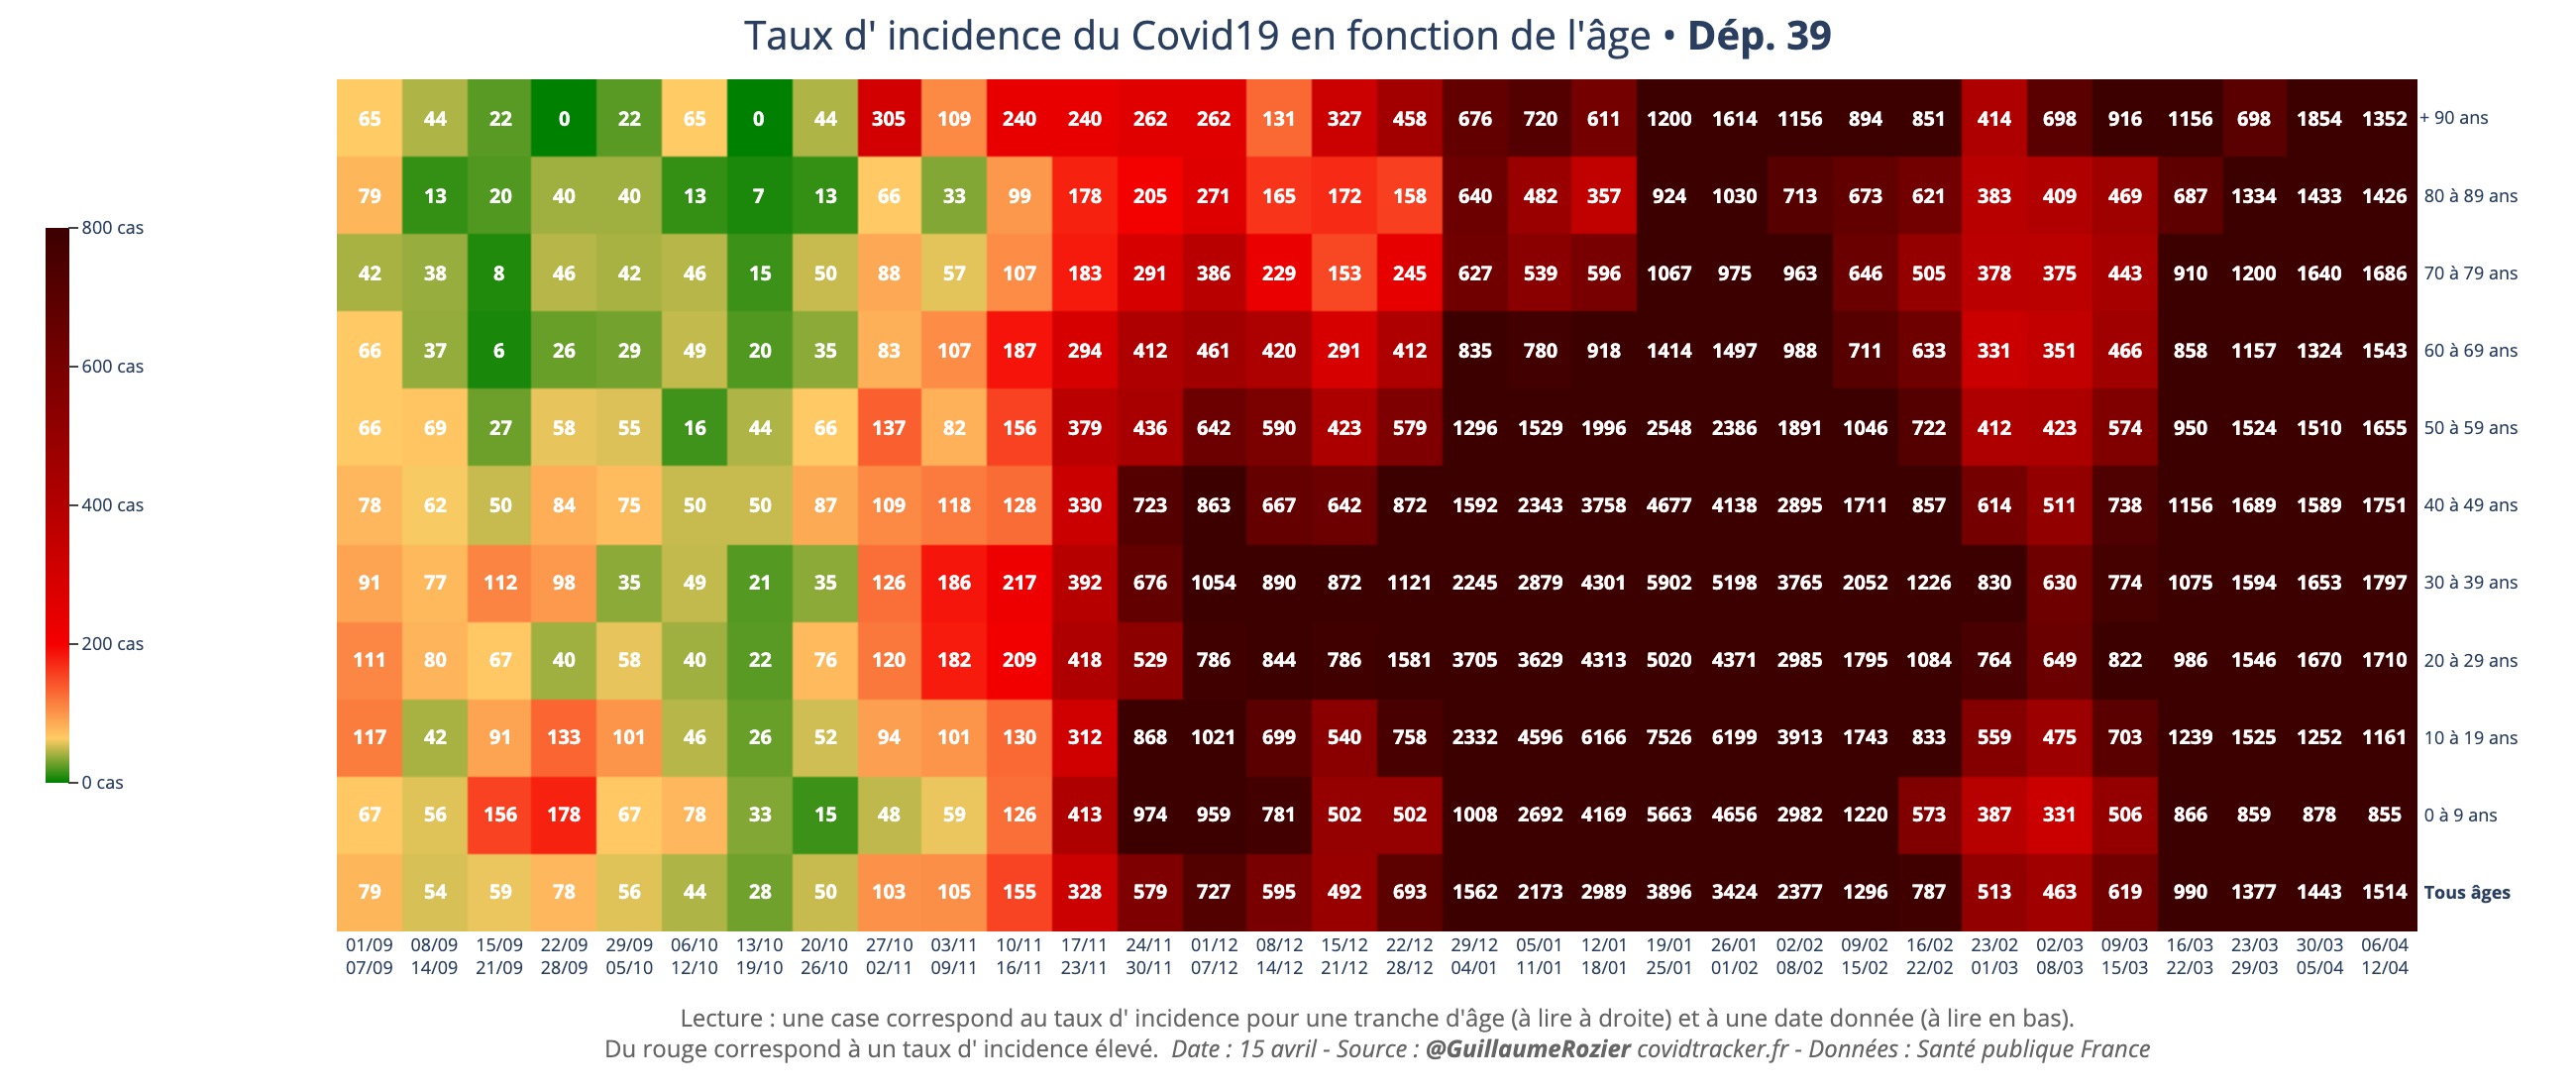 Taux d' incidence du Covid19 en fonction de l'âge • Dép. 39
800 cas
600 cas
400 cas
200 cas
0 cas
65 44 22 0 22 65 0 44 305 109 240 240 262 262 131 327 458 676 720 611 1200 1614 1156 894 851 414 698 916 1156 698 1854 1352 + 90 ans
79 13 20 40 40 13 7 13 66 33 99 178 205 271 165 172 158 640 482 357 924 1030 713 673 621 383 409 469 687 1334 1433 1426 80 à 89 ans
42 38 8 46 42 46 15 50 88 57 107 183 291 386 229 153 245 627 539 596 1067 975 963 646 505 378 375 443 910 1200 1640 1686 70 à 79 ans
66 37 6 26 29 49 20 35 83 107 187 294 412 461 420 291 412 835 780 918 1414 1497 988 711 633 331 351 466 858 1157 1324 1543 60 à 69 ans
66 69 27 58 55 16 44 66 137 82 156 379 436 642 590 423 579 1296 1529 1996 2548 2386 1891 1046 722 412 423 574 950 1524 1510 1655 50 à 59 ans
78 62 50 84 75 50 50 87 109 118 128 330 723 863 667 642 872 1592 2343 3758 4677 4138 2895 1711 857 614 511 738 1156 1689 1589 1751 40 à 49 ans
91 77 112 98 35 49 21 35 126 186 217 392 676 1054 890 872 1121 2245 2879 4301 5902 5198 3765 2052 1226 830 630 774 1075 1594 1653 1797 30 à 39 ans
111 80 67 40 58 40 22 76 120 182 209 418 529 786 844 786 1581 3705 3629 4313 5020 4371 2985 1795 1084 764 649 822 986 1546 1670 1710 20 à 29 ans
117 42 91 133 101 46 26 52 94 101 130 312 868 1021 699 540 758 2332 4596 6166 7526 6199 3913 1743 833 559 475 703 1239 1525 1252 1161 10 à 19 ans
67 56 156 178 67 78 33 15 48 59 126 413 974 959 781 502 502 1008 2692 4169 5663 4656 2982 1220 573 387 331 506 866 859 878 855 0 à 9 ans
79 54 59 78 56 44 28 50 103 105 155 328 579 727 595 492 693 1562 2173 2989 3896 3424 2377 1296 787 513 463 619 990 1377 1443 1514 Tous âges
01/09 08/09 15/09 22/09 29/09 06/10 13/10 20/10 27/10 03/11 10/11 17/11 24/11 01/12 08/12 15/12 22/12 29/12 05/01 12/01 19/01 26/01 02/02 09/02 16/02 23/02 02/03 09/03 16/03 23/03 30/03 06/04
07/09 14/09 21/09 28/09 05/10 12/10 19/10 26/10 02/11 09/11 16/11 23/11 30/11 07/12 14/12 21/12 28/12 04/01 11/01 18/01 25/01 01/02 08/02 15/02 22/02 01/03 08/03 15/03 22/03 29/03 05/04 12/04
Lecture : une case correspond au taux d' incidence pour une tranche d'âge (à lire à droite) et à une date donnée (à lire en bas).
Du rouge correspond à un taux d' incidence élevé. Date : 15 avril - Source : @GuillaumeRozier covidtracker.fr - Données : Santé publique France